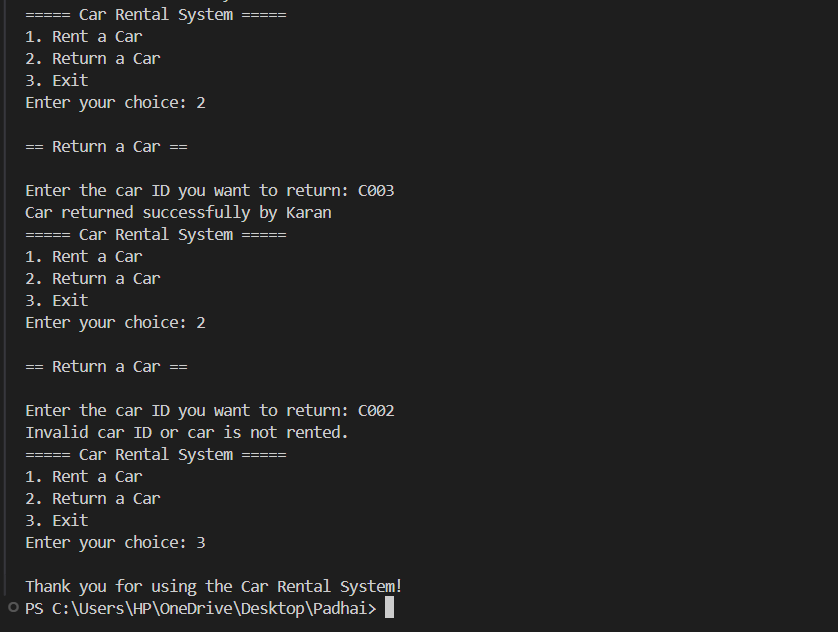 ===== Car Rental System =====
1. Rent a Car
2. Return a Car
3. Exit
Enter your choice: 2
== Return a Car ==
Enter the car ID you want to return: C003
Car returned successfully by Karan
===== Car Rental System =====
1. Rent a Car
2. Return a Car
3. Exit
Enter your choice: 2
== Return a Car ==
Enter the car ID you want to return: C002
Invalid car ID or car is not rented.
===== Car Rental System =====
1. Rent a Car
2. Return a Car
3. Exit
Enter your choice: 3
Thank you for using the Car Rental System!
PS C:\Users\HP\OneDrive\Desktop\Padhai>